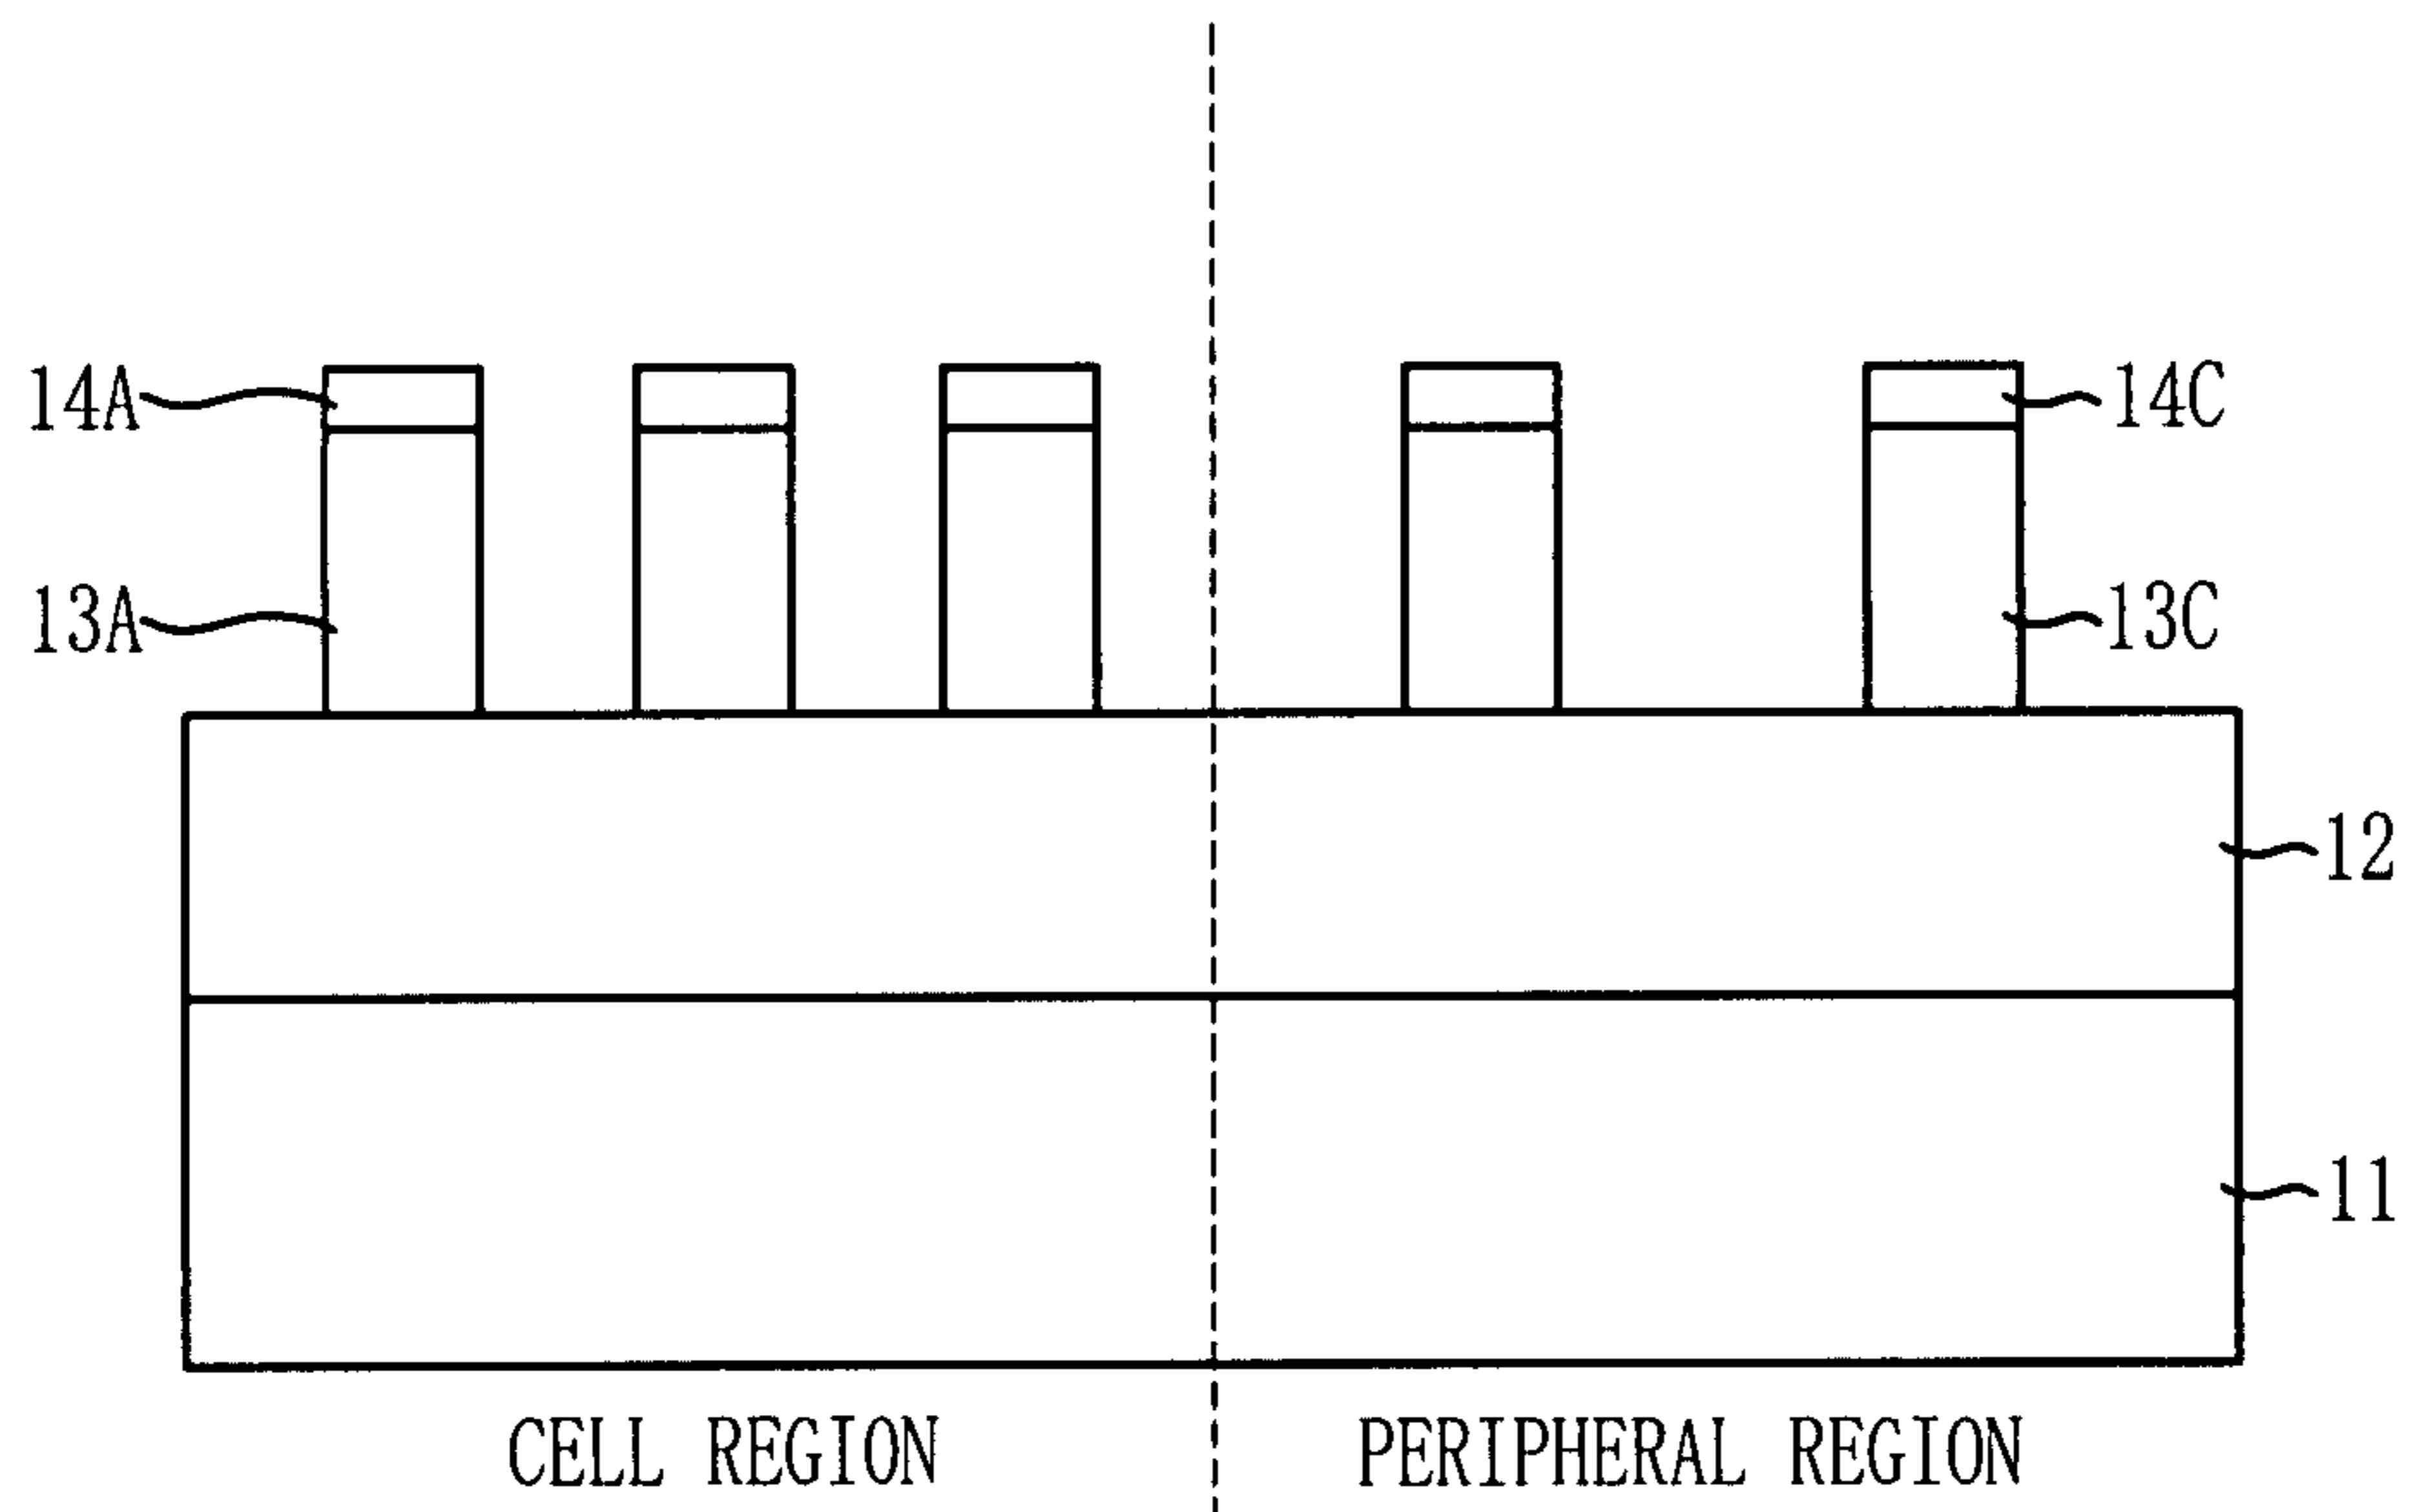 14A
14C
13A
13C
12
11
CELL REGION
PERIPHERAL REGION